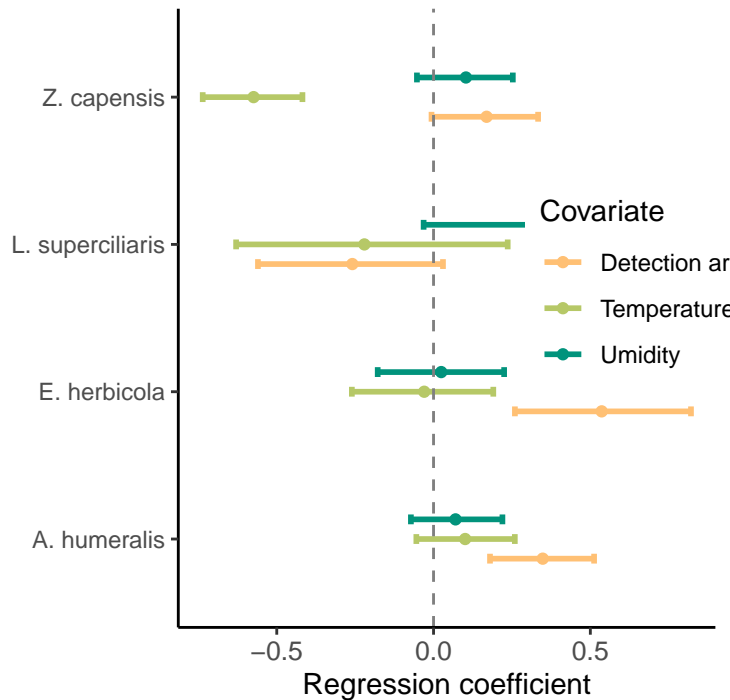 Z. capensis
L. superciliaris
E. herbicola
A. humeralis
Covariate
Detection ar
Temperature
Umidity
−0.5
0.0
0.5
Regression coefficient